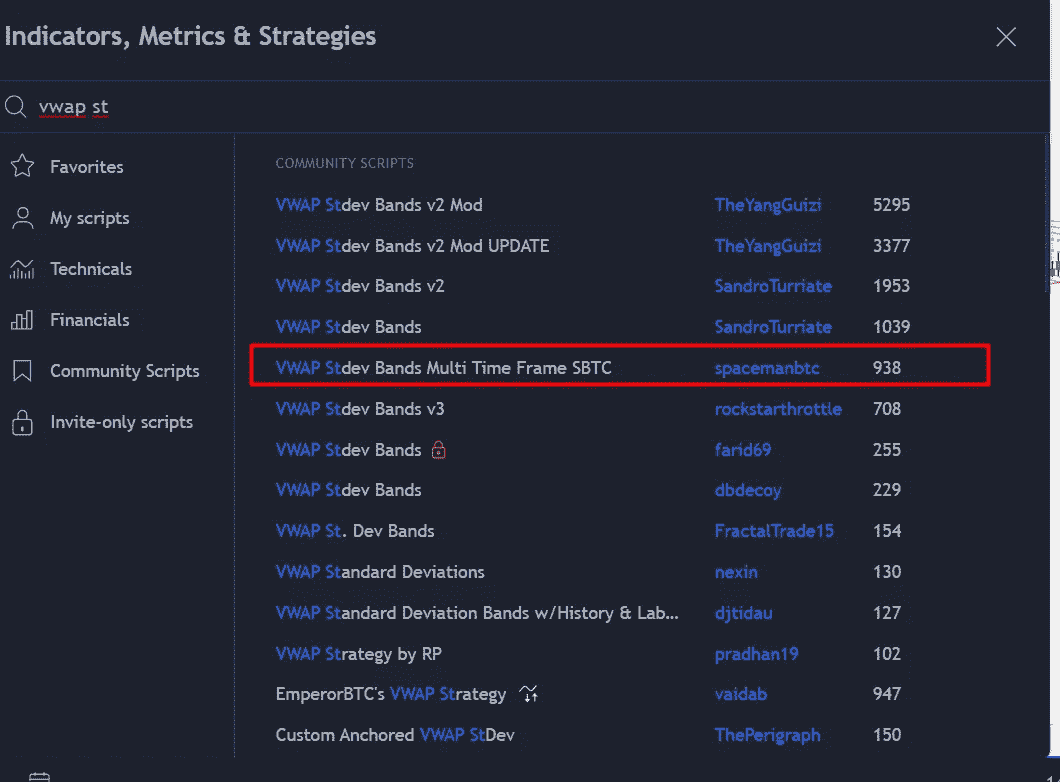 Indicators, Metrics & Strategies
vwap st
Favorites
My scripts
Technicals
Financials
Community Scripts
Invite-only scripts
COMMUNITY SCRIPTS
VWAP Stdev Bands v2 Mod TheYangGuizi 5295
VWAP Stdev Bands v2 Mod UPDATE TheYangGuizi 3377
VWAP Stdev Bands v2 SandroTurriate 1953
VWAP Stdev Bands SandroTurriate 1039
VWAP Stdev Bands Multi Time Frame SBTC spacemanbtc 938
VWAP Stdev Bands v3 rockstarthrottle 708
VWAP Stdev Bands farid69 255
VWAP Stdev Bands dbdecoy 229
VWAP St. Dev Bands FractalTrade15 154
VWAP Standard Deviations nexin 130
VWAP Standard Deviation Bands w/History & Lab... djtidau 127
VWAP Strategy by RP pradhan19 102
EmperorBTC's VWAP Strategy vaidab 947
Custom Anchored VWAP StDev ThePerigraph 150